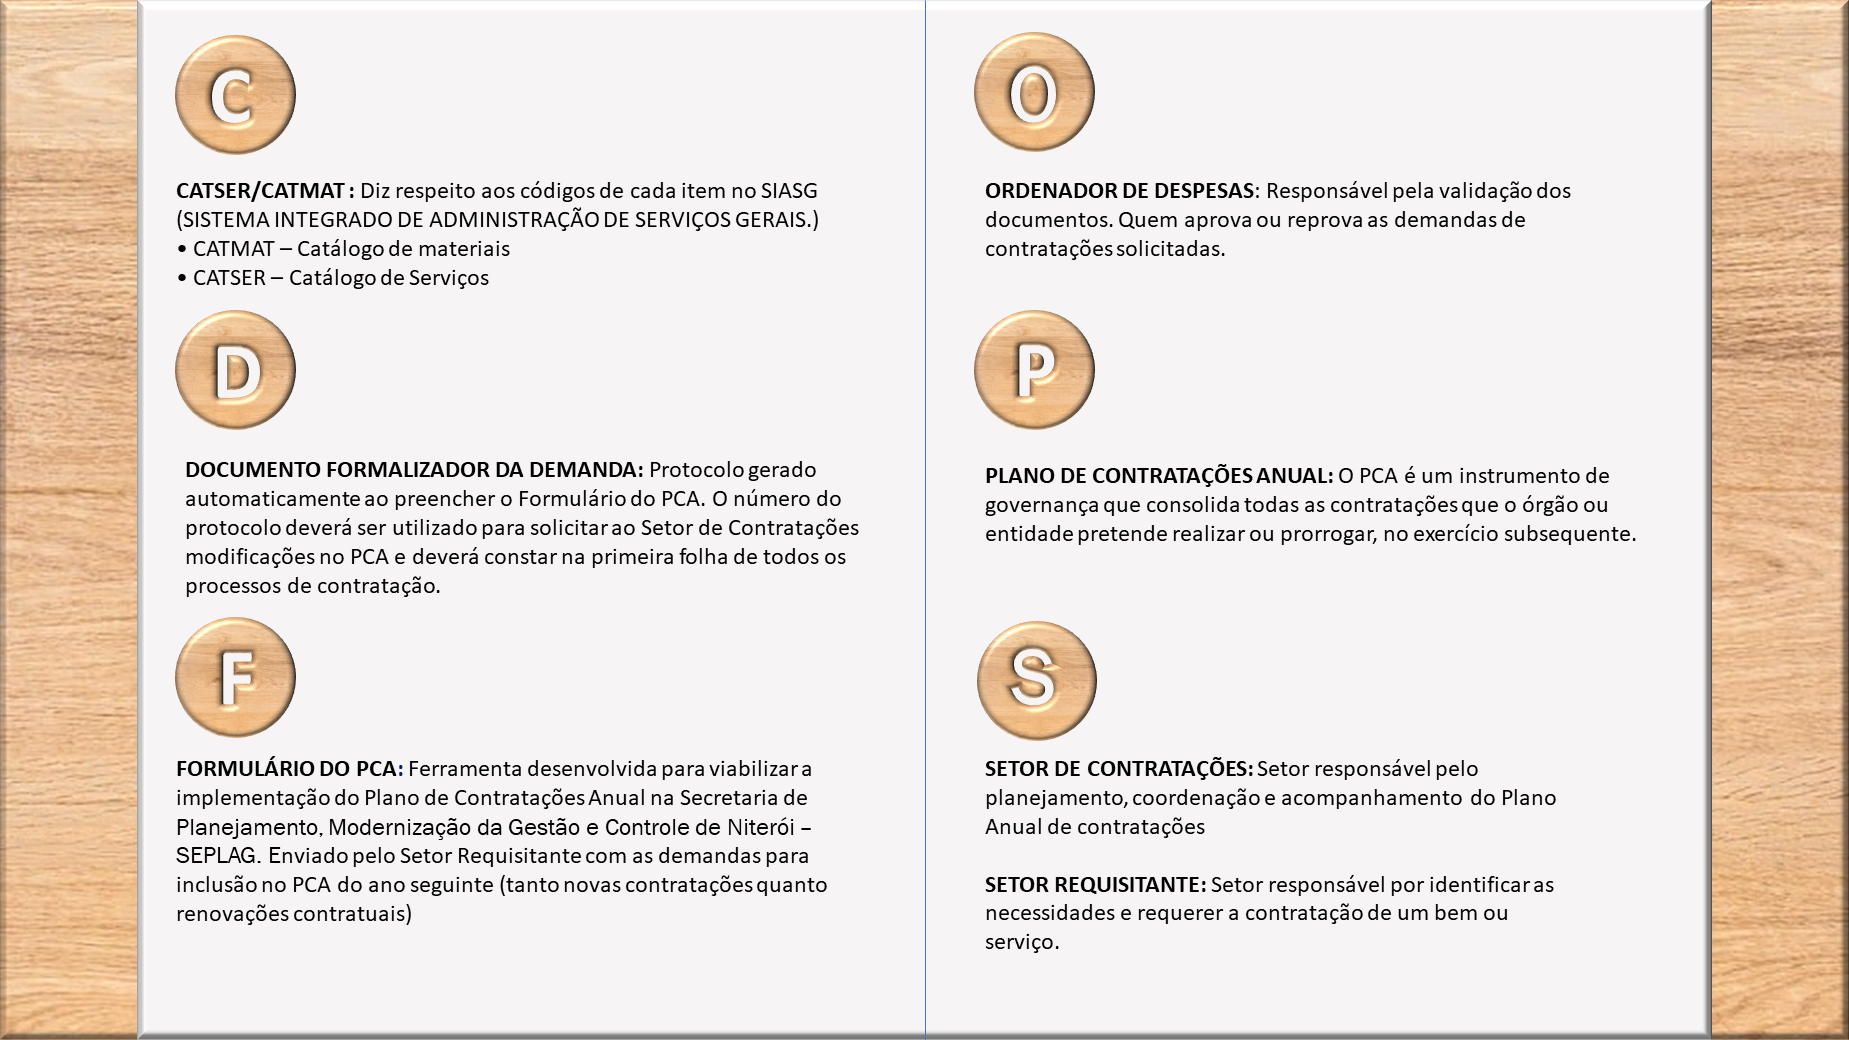 C
CATSER/CATMAT : Diz respeito aos códigos de cada item no SIASG
(SISTEMA INTEGRADO DE ADMINISTRAÇÃO DE SERVIÇOS GERAIS.)
• CATMAT – Catálogo de materiais
• CATSER – Catálogo de Serviços
D
DOCUMENTO FORMALIZADOR DA DEMANDA: Protocolo gerado
automaticamente ao preencher o Formulário do PCA. O número do
protocolo deverá ser utilizado para solicitar ao Setor de Contratações
modificações no PCA e deverá constar na primeira folha de todos os
processos de contratação.
F
FORMULÁRIO DO PCA: Ferramenta desenvolvida para viabilizar a
implementação do Plano de Contratações Anual na Secretaria de
Planejamento, Modernização da Gestão e Controle de Niterói –
SEPLAG. Enviado pelo Setor Requisitante com as demandas para
inclusão no PCA do ano seguinte (tanto novas contratações quanto
renovações contratuais)
O
ORDENADOR DE DESPESAS: Responsável pela validação dos
documentos. Quem aprova ou reprova as demandas de
contratações solicitadas.
P
PLANO DE CONTRATAÇÕES ANUAL: O PCA é um instrumento de
governança que consolida todas as contratações que o órgão ou
entidade pretende realizar ou prorrogar, no exercício subsequente.
S
SETOR DE CONTRATAÇÕES: Setor responsável pelo
planejamento, coordenação e acompanhamento do Plano
Anual de contratações
SETOR REQUISITANTE: Setor responsável por identificar as
necessidades e requerer a contratação de um bem ou
serviço.